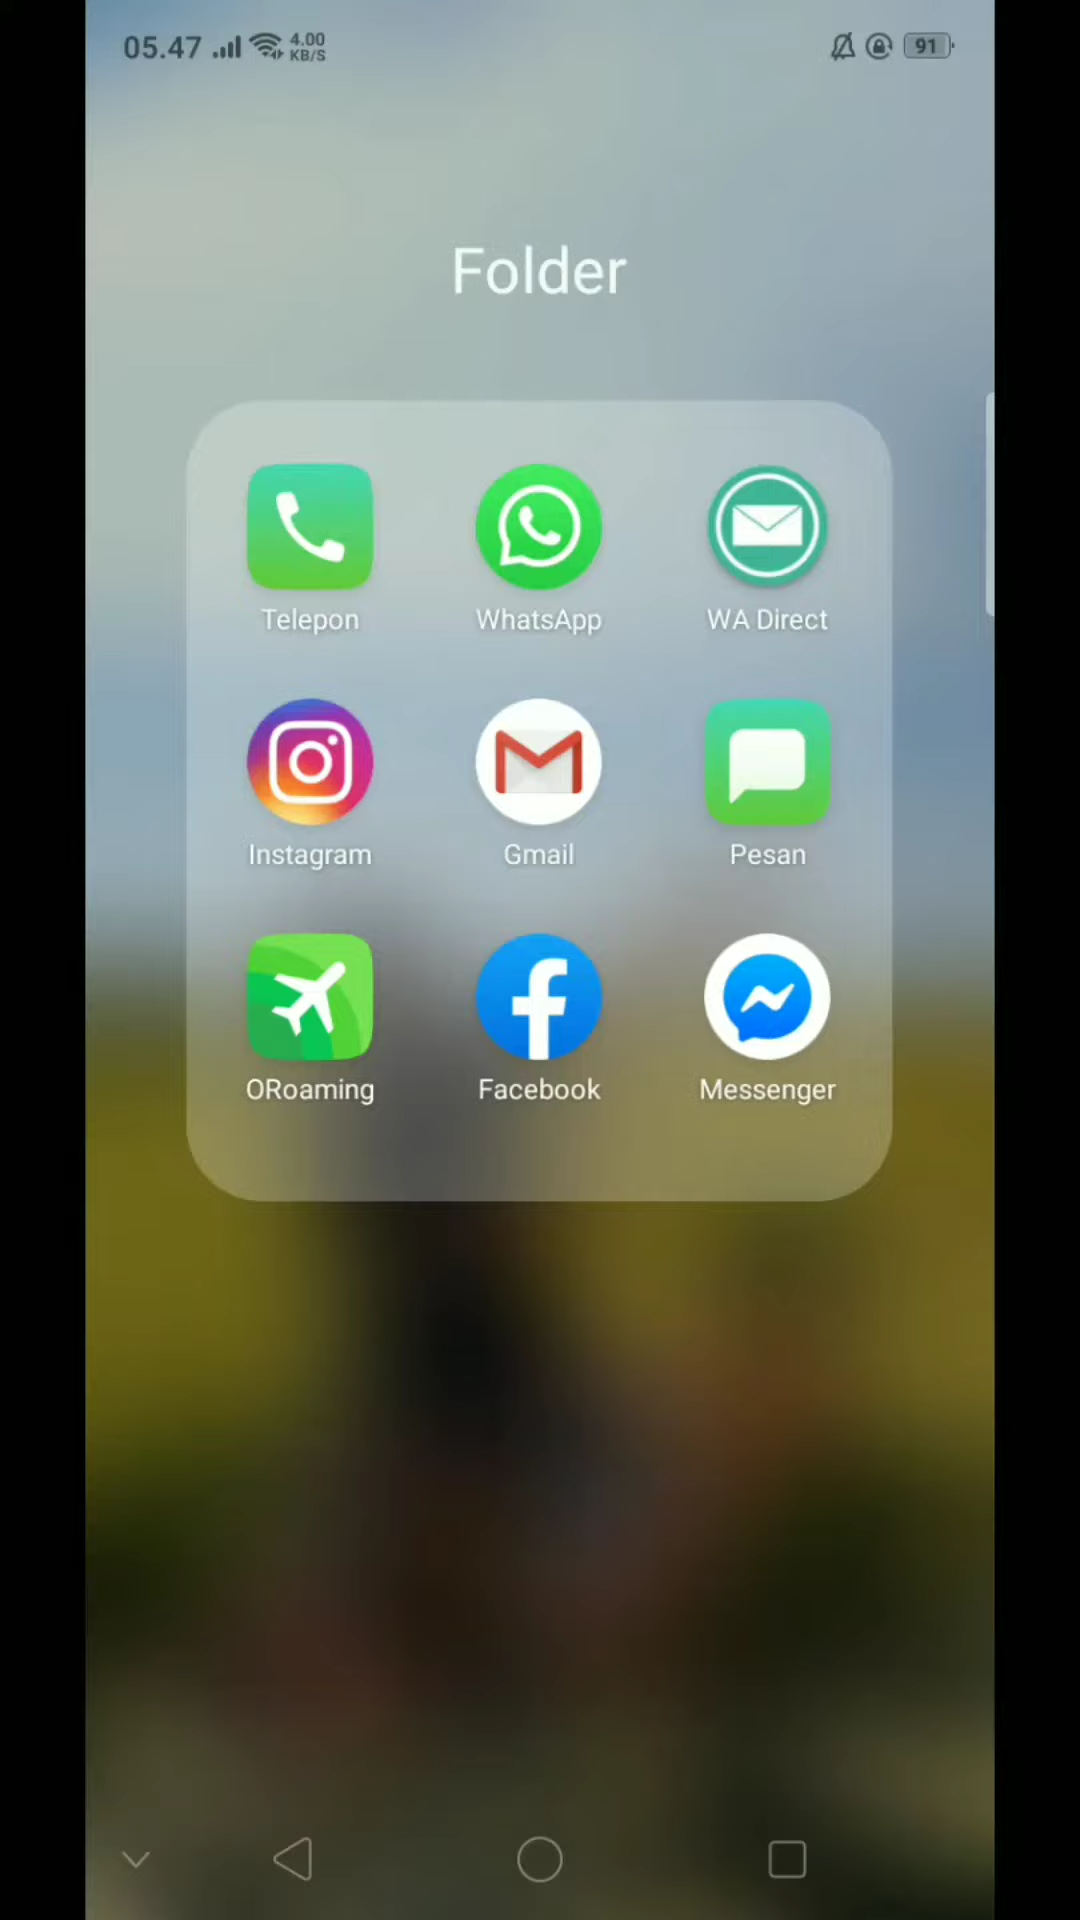 05.47 4.00 KB/S 91
Folder
Telepon WhatsApp WA Direct
Instagram Gmail Pesan
ORoaming Facebook Messenger